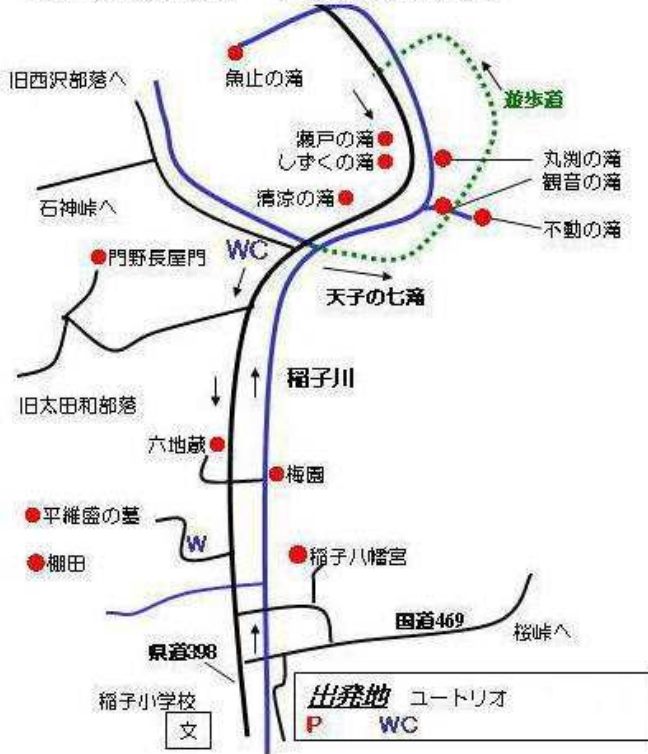 魚止の滝
旧西沢部落へ
遊歩道
瀬戸の滝
しずくの滝
丸渕の滝
観音の滝
清涼の滝
石神峠へ
不動の滝
WC
門野長屋門
天子の七滝
稲子川
旧太田和部落
六地蔵
梅園
平維盛の墓
W
稲子八幡宮
棚田
国道469
桜峠へ
県道398
稲子小学校
文
出発地 ユートリオ
P WC